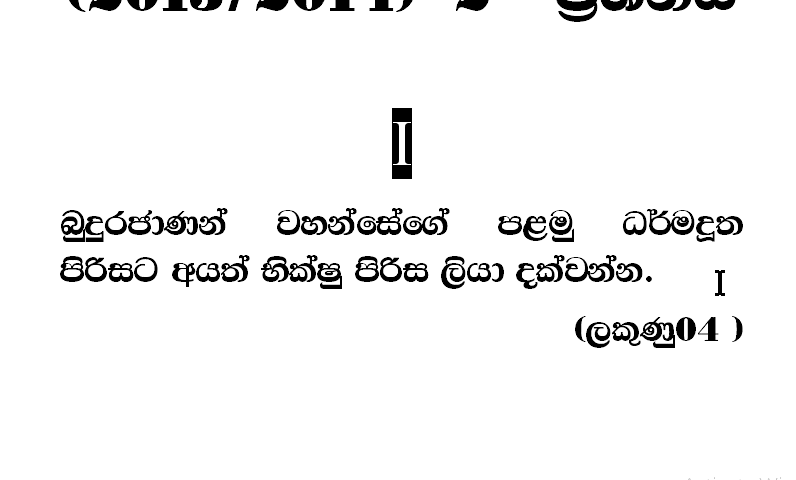 I
බුදුරජාණන් වහන්සේගේ පළමු ධර්මදූත
පිරිසට අයත් භික්ෂු පිරිස ලියා දක්වන්න.
(ලකුණු04 )